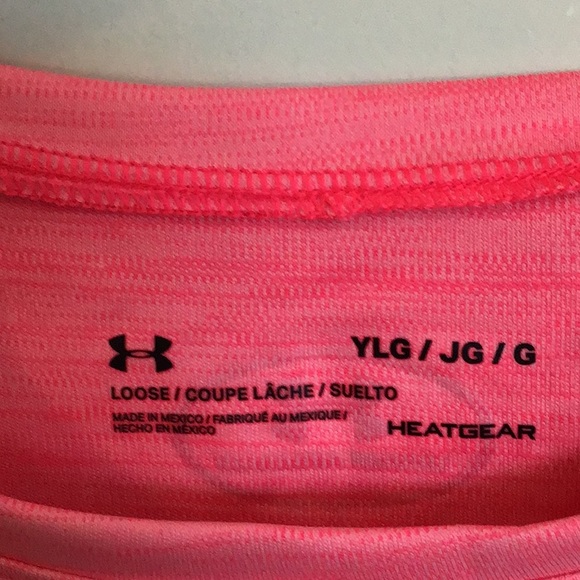 YLG / JG / G
LOOSE / COUPE LÂCHE / SUELTO
MADE IN MEXICO / FABRIQUÉ AU MEXIQUE /
HECHO EN MÉXICO
HEATGEAR